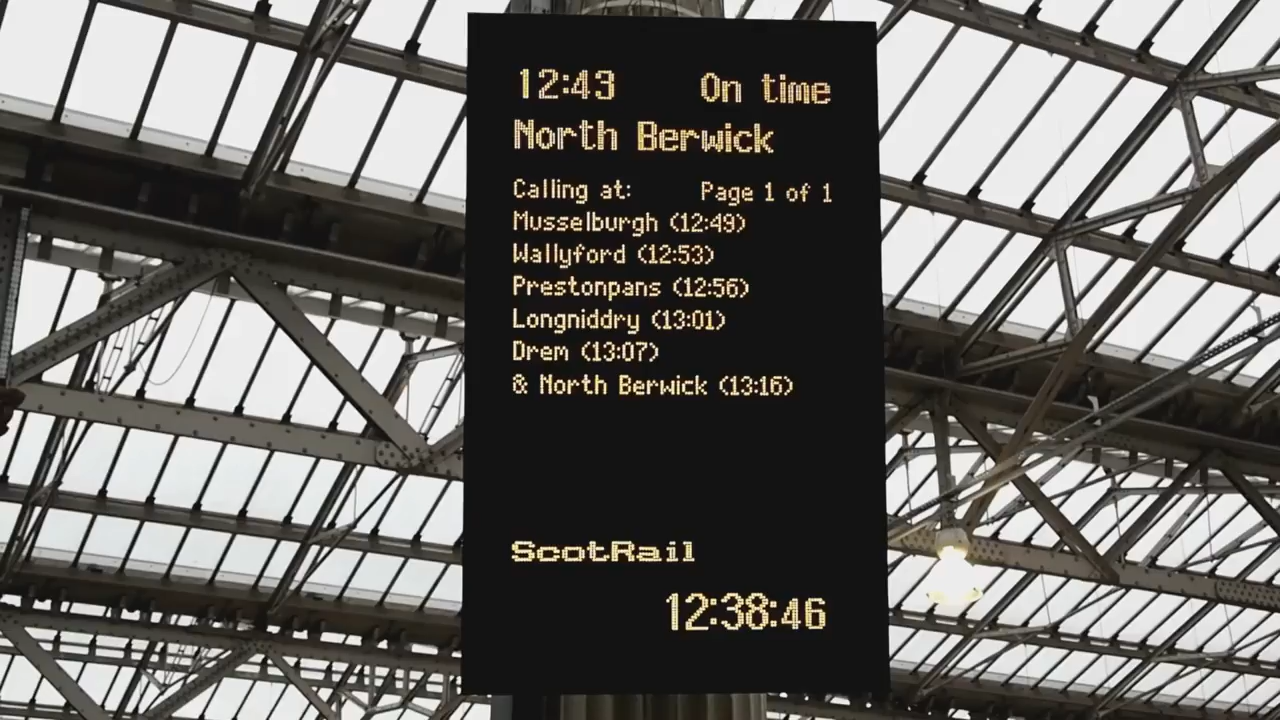 12:43 On time
North Berwick
Calling at: Page 1 of 1
Musselburgh (12:49)
Wallyford (12:53)
Prestonpans (12:56)
Longniddry (13:01)
Drem (13:07)
& North Berwick (13:16)
ScotRail
12:38:46